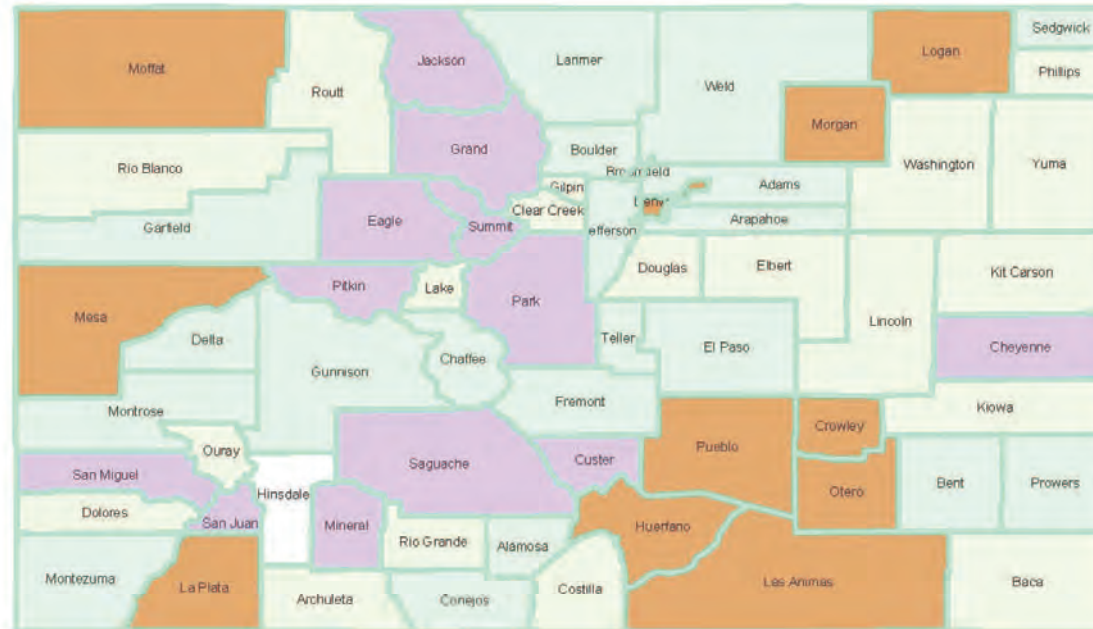 Sedgwick
Moffat
Jackson
Larimer
Logan
Phillips
Routt
Weld
Morgan
Grand
Boulder
Rio Blanco
Washington
Yuma
Gilpin
Adams
Clear Creek
Garfield
Eagle
Summit
Arapahoe
efferson
Douglas
Elbert
Kit Carson
Pitkin
Lake
Park
Mesa
Lincoln
Delta
Teller
El Paso
Cheyenne
Chaffee
Gunnison
Fremont
Montrose
Kiowa
Crowley
Ouray
Pueblo
Saguache
Custer
San Miguel
Bent
Prowers
Hinsdale
Otero
Dolores
San Juan
Mineral
Huerfano
Rio Grande
Alamosa
Montezuma
La Plata
Las Animas
Baca
Costilla
Archuleta
Conejos